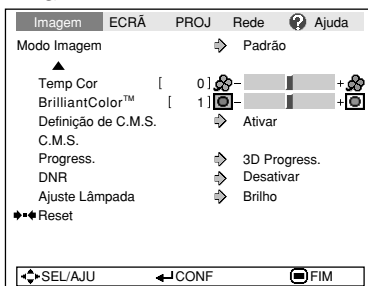 Imagem ECRÃ PROJ Rede ? Ajuda
Modo Imagem Padrão
Temp Cor [ 0 ] - +
BrilliantColor™ [ 1 ] - +
Definição de C.M.S. Ativar
C.M.S.
Progress. 3D Progress.
DNR Desativar
Ajuste Lâmpada Brilho
Reset
SEL/AJU CONF FIM